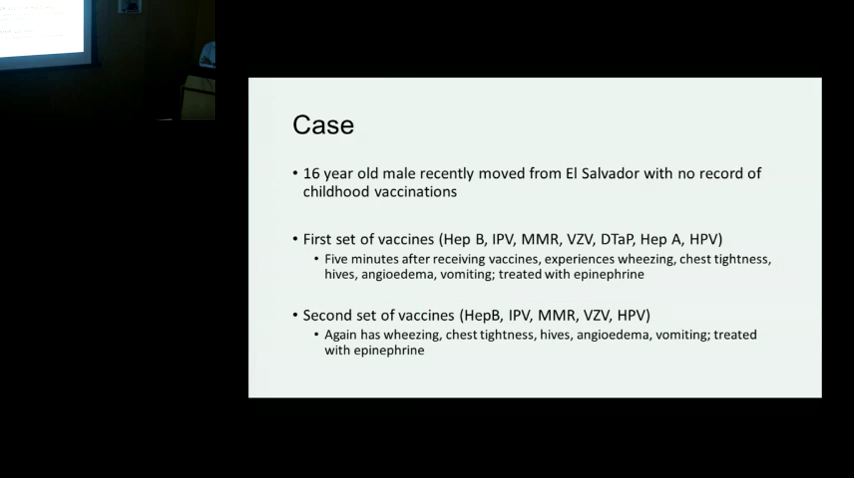 Case
• 16 year old male recently moved from El Salvador with no record of
childhood vaccinations
• First set of vaccines (Hep B, IPV, MMR, VZV, DTaP, Hep A, HPV)
• Five minutes after receiving vaccines, experiences wheezing, chest tightness,
hives, angioedema, vomiting; treated with epinephrine
• Second set of vaccines (HepB, IPV, MMR, VZV, HPV)
• Again has wheezing, chest tightness, hives, angioedema, vomiting; treated
with epinephrine